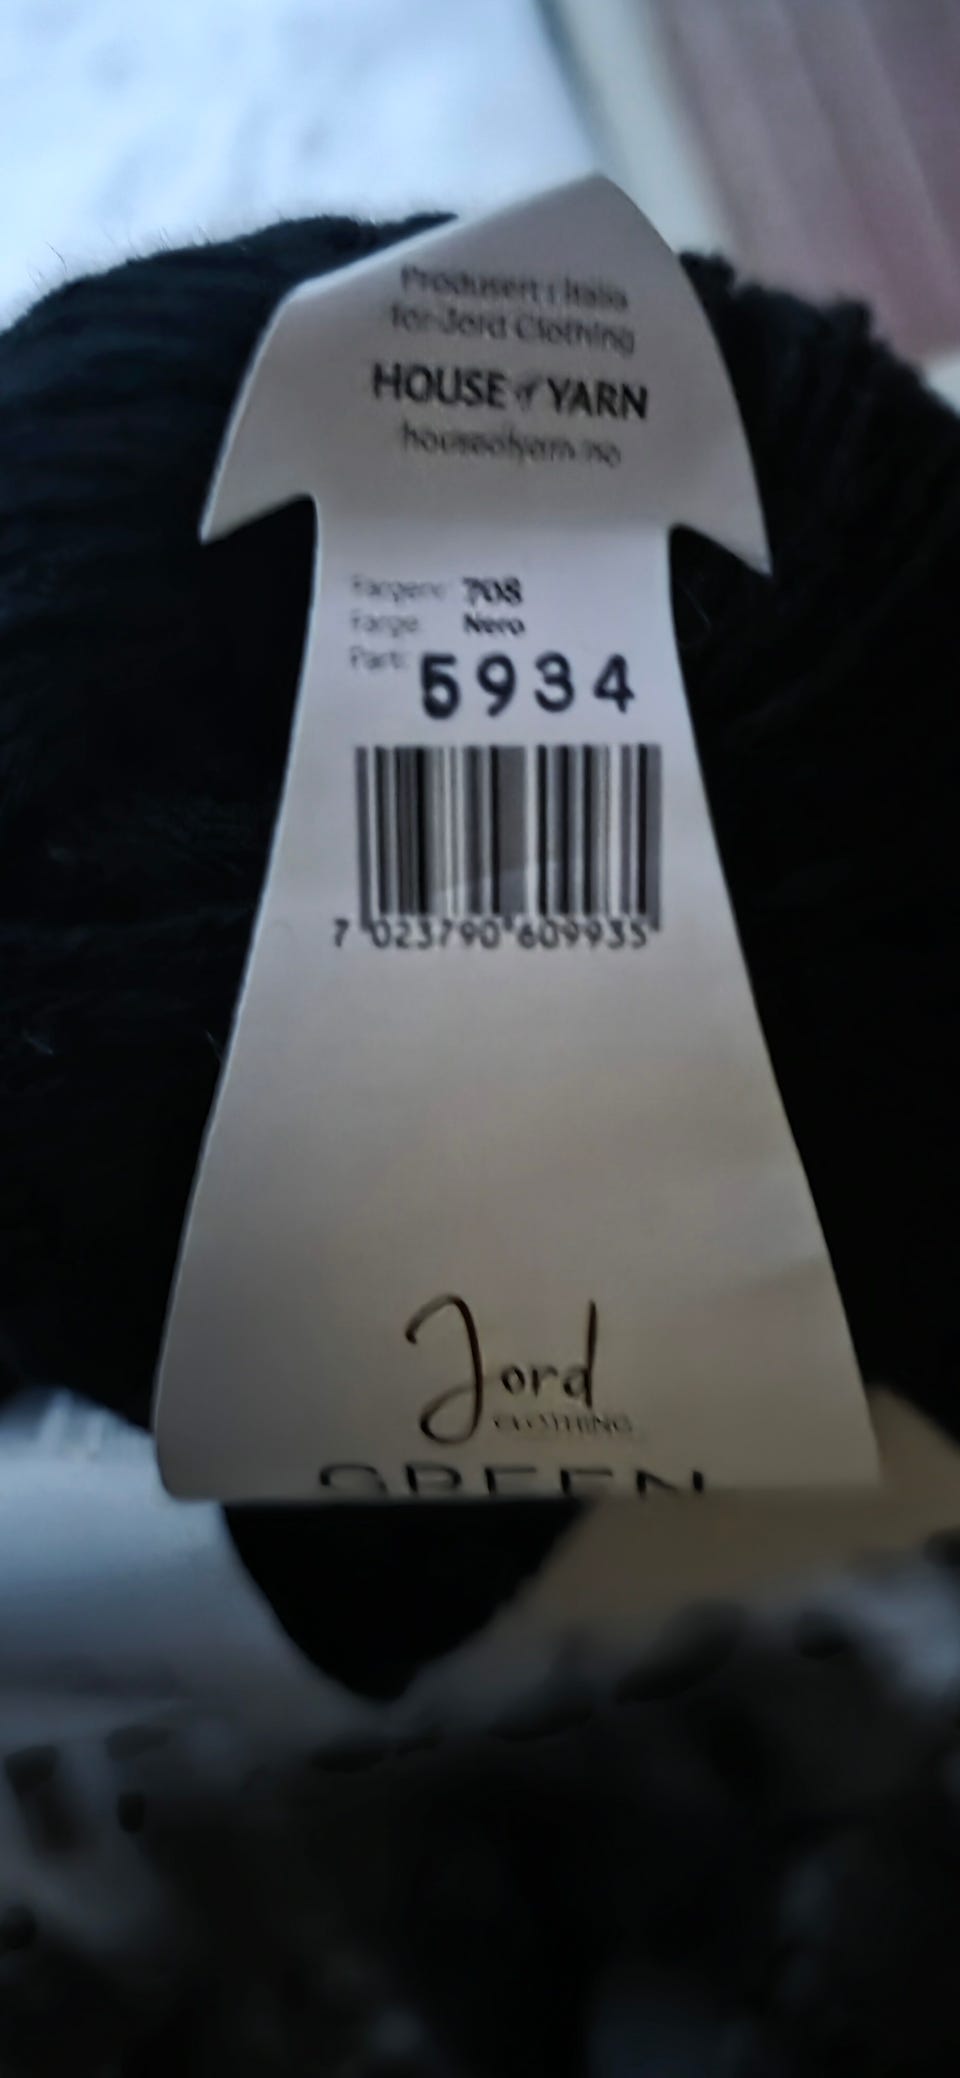 Produsert i Italia
for Jord Clothing
HOUSE of YARN
houseofyarn.no
Fargenr: 708
Farge: Nero
Parti: 5934
7 023790 609935
Jord
CLOTHING
GREEN